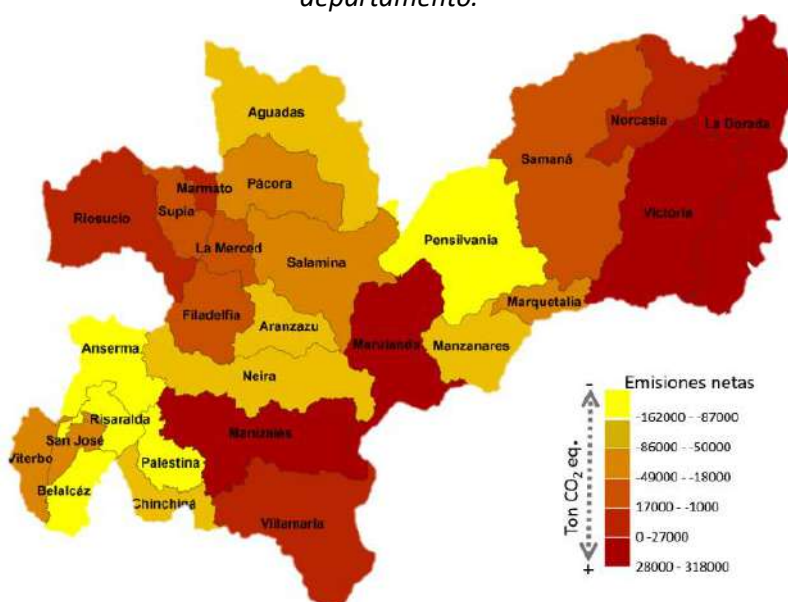 departamento.
Aguadas
Norcasia
La Dorada
Samaná
Pácora
Marmato
Riosucio
Supía
Victoria
La Merced
Pensilvania
Salamina
Marquetalia
Filadelfia
Aranzazu
Marulanda
Manzanares
Anserma
Neira
Risaralda
San José
Manizales
Viterbo
Palestina
Belalcáz
Chinchiná
Villamaría
Emisiones netas
Ton CO₂ eq.
-
+
-162000 - -87000
86000 - -50000
-49000 - -18000
17000 - -1000
0 -27000
28000 - 318000